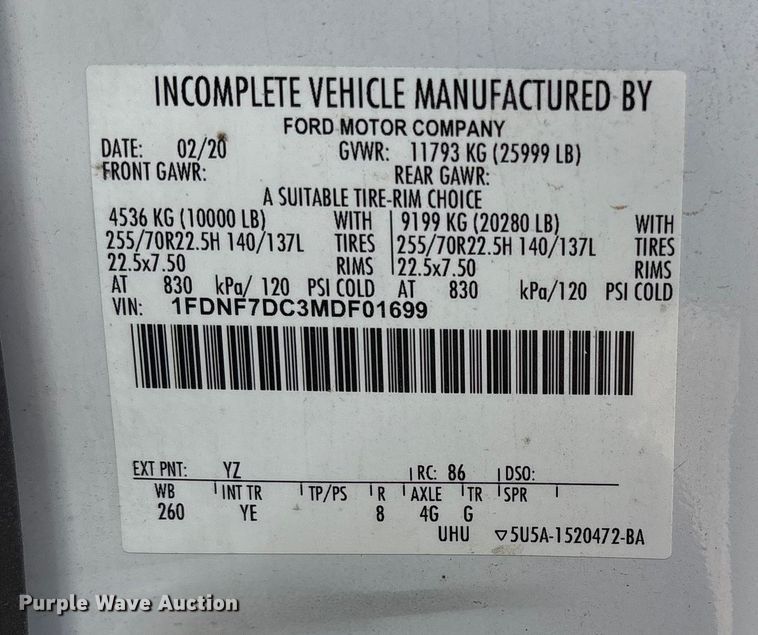 INCOMPLETE VEHICLE MANUFACTURED BY
FORD MOTOR COMPANY
DATE: 02/20 GVWR: 11793 KG (25999 LB)
FRONT GAWR: REAR GAWR:
A SUITABLE TIRE-RIM CHOICE
4536 KG (10000 LB) WITH 9199 KG (20280 LB) WITH
255/70R22.5H 140/137L TIRES 255/70R22.5H 140/137L TIRES
22.5x7.50 RIMS 22.5x7.50 RIMS
AT 830 kPa/ 120 PSI COLD AT 830 kPa/120 PSI COLD
VIN: 1FDNF7DC3MDF01699
EXT PNT: YZ RC: 86 DSO:
WB INT TR TP/PS R AXLE TR SPR
260 YE 8 4G G
UHU ▽5U5A-1520472-BA
Purple Wave Auction